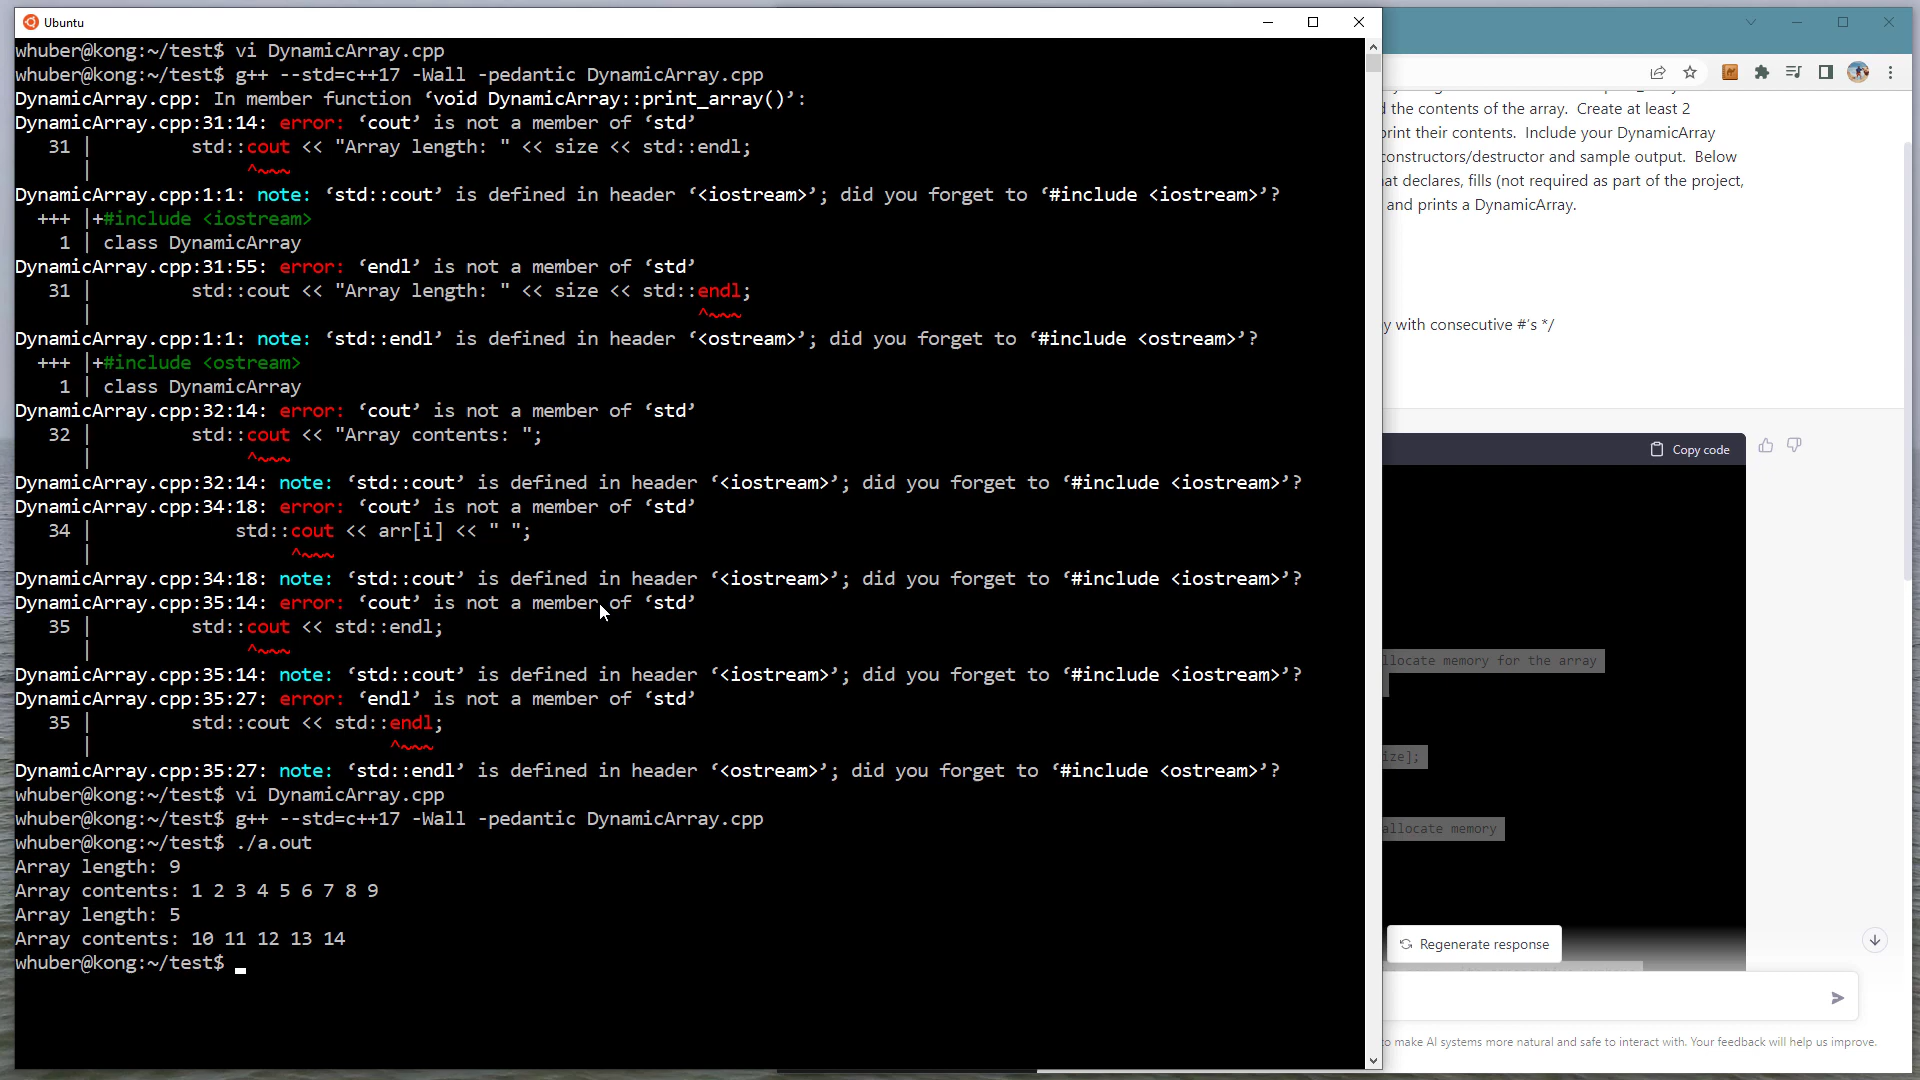 Ubuntu
whuber@kong:~/test$ vi DynamicArray.cpp
whuber@kong:~/test$ g++ --std=c++17 -Wall -pedantic DynamicArray.cpp
DynamicArray.cpp: In member function ‘void DynamicArray::print_array()’:
DynamicArray.cpp:31:14: error: ‘cout’ is not a member of ‘std’
31 |         std::cout << "Array length: " << size << std::endl;
|              ^~~~
DynamicArray.cpp:1:1: note: ‘std::cout’ is defined in header ‘<iostream>’; did you forget to ‘#include <iostream>’?
+++ |+#include <iostream>
1 | class DynamicArray
DynamicArray.cpp:31:55: error: ‘endl’ is not a member of ‘std’
31 |         std::cout << "Array length: " << size << std::endl;
|                                                       ^~~~
DynamicArray.cpp:1:1: note: ‘std::endl’ is defined in header ‘<ostream>’; did you forget to ‘#include <ostream>’?
+++ |+#include <ostream>
1 | class DynamicArray
DynamicArray.cpp:32:14: error: ‘cout’ is not a member of ‘std’
32 |         std::cout << "Array contents: ";
|              ^~~~
DynamicArray.cpp:32:14: note: ‘std::cout’ is defined in header ‘<iostream>’; did you forget to ‘#include <iostream>’?
DynamicArray.cpp:34:18: error: ‘cout’ is not a member of ‘std’
34 |             std::cout << arr[i] << " ";
|                  ^~~~
DynamicArray.cpp:34:18: note: ‘std::cout’ is defined in header ‘<iostream>’; did you forget to ‘#include <iostream>’?
DynamicArray.cpp:35:14: error: ‘cout’ is not a member of ‘std’
35 |         std::cout << std::endl;
|              ^~~~
DynamicArray.cpp:35:14: note: ‘std::cout’ is defined in header ‘<iostream>’; did you forget to ‘#include <iostream>’?
DynamicArray.cpp:35:27: error: ‘endl’ is not a member of ‘std’
35 |         std::cout << std::endl;
|                           ^~~~
DynamicArray.cpp:35:27: note: ‘std::endl’ is defined in header ‘<ostream>’; did you forget to ‘#include <ostream>’?
whuber@kong:~/test$ vi DynamicArray.cpp
whuber@kong:~/test$ g++ --std=c++17 -Wall -pedantic DynamicArray.cpp
whuber@kong:~/test$ ./a.out
Array length: 9
Array contents: 1 2 3 4 5 6 7 8 9
Array length: 5
Array contents: 10 11 12 13 14
whuber@kong:~/test$
d the contents of the array. Create at least 2
print their contents. Include your DynamicArray
constructors/destructor and sample output. Below
at declares, fills (not required as part of the project,
and prints a DynamicArray.
y with consecutive #'s */
Copy code
llocate memory for the array
ize];
allocate memory
Regenerate response
to make AI systems more natural and safe to interact with. Your feedback will help us improve.